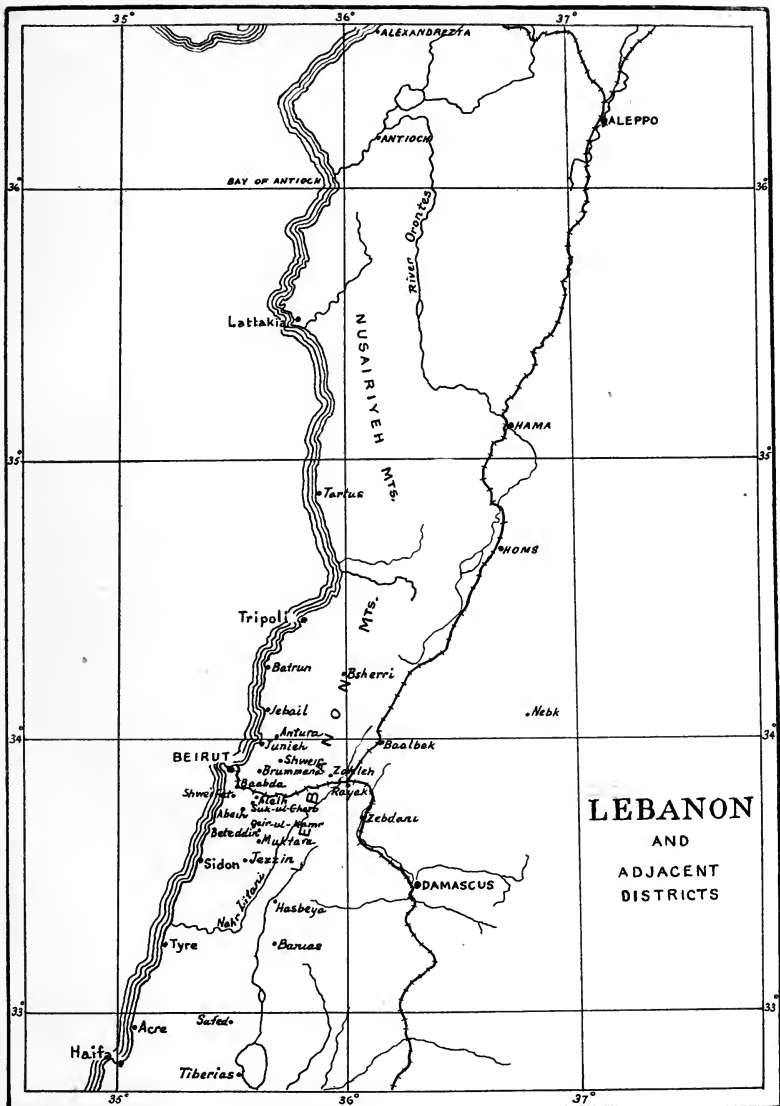 35°
36°
37°
ALEXANDRETTA
ALEPPO
ANTIOCH
36°
BAY OF ANTIOCH
36°
River Orontes
Lattakia
NUSAIRIYEH MTS.
HAMA
35°
35°
Tartus
HOMS
Tripoli
LEBANON MTS.
Batrun
Bsherri
Jebail
Nebk
34°
Antura
Junieh
34°
Baalbek
BEIRUT
Shweir
Brummana
Zahleh
Baabda
Rayak
Aleih
Suk-ul-Gharb
Abeih
Deir-ul-Kamr
Zebdani
Beteddin
Muktara
LEBANON
AND
ADJACENT
DISTRICTS
Sidon
Jezzin
DAMASCUS
Nahr Litani
Hasbeya
Tyre
Banias
33°
33°
Acre
Safed
Haifa
Tiberias
35°
36°
37°